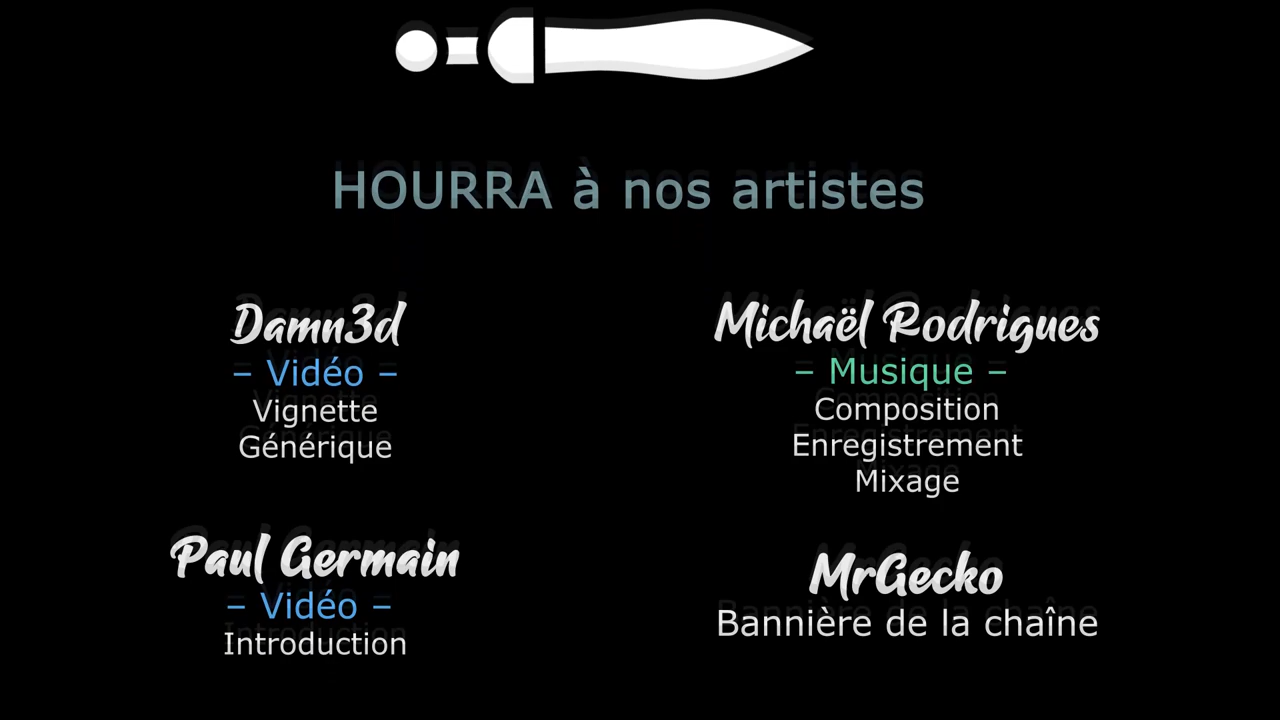 HOURRA à nos artistes
Damn3d
– Vidéo –
Vignette
Générique
Michaël Rodrigues
– Musique –
Composition
Enregistrement
Mixage
Paul Germain
– Vidéo –
Introduction
MrGecko
Bannière de la chaîne